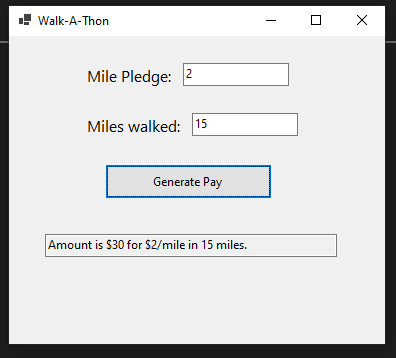 Walk-A-Thon
Mile Pledge: 2
Miles walked: 15
Generate Pay
Amount is $30 for $2/mile in 15 miles.